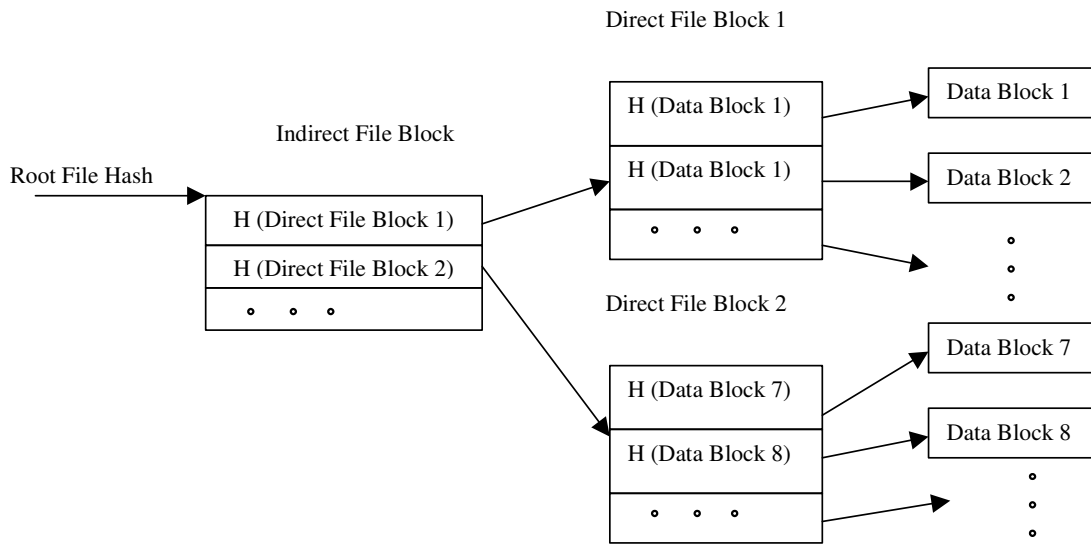 Direct File Block 1
H (Data Block 1)
Data Block 1
Indirect File Block
Root File Hash
H (Data Block 1)
Data Block 2
H (Direct File Block 1)
H (Direct File Block 2)
Direct File Block 2
Data Block 7
H (Data Block 7)
Data Block 8
H (Data Block 8)